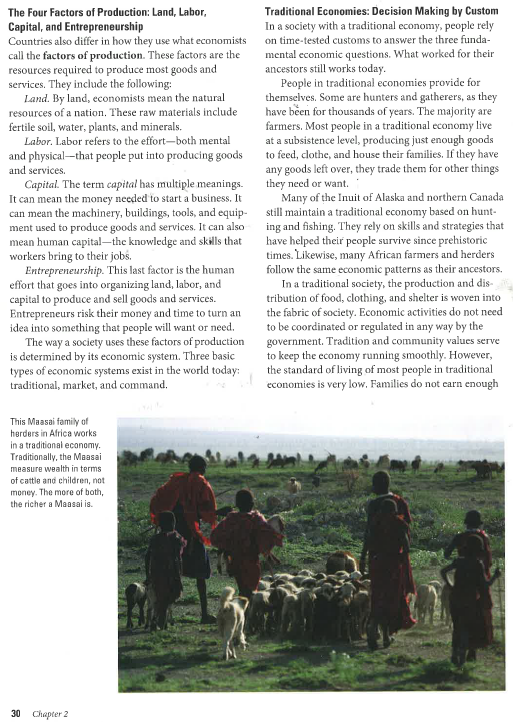 The Four Factors of Production: Land, Labor,
Capital, and Entrepreneurship
Countries also differ in how they use what economists
call the factors of production. These factors are the
resources required to produce most goods and
services. They include the following:
Land. By land, economists mean the natural
resources of a nation. These raw materials include
fertile soil, water, plants, and minerals.
Labor. Labor refers to the effort—both mental
and physical—that people put into producing goods
and services.
Capital. The term capital has multiple meanings.
It can mean the money needed to start a business. It
can mean the machinery, buildings, tools, and equip-
ment used to produce goods and services. It can also
mean human capital—the knowledge and skills that
workers bring to their jobs.
Entrepreneurship. This last factor is the human
effort that goes into organizing land, labor, and
capital to produce and sell goods and services.
Entrepreneurs risk their money and time to turn an
idea into something that people will want or need.
The way a society uses these factors of production
is determined by its economic system. Three basic
types of economic systems exist in the world today:
traditional, market, and command.
Traditional Economies: Decision Making by Custom
In a society with a traditional economy, people rely
on time-tested customs to answer the three funda-
mental economic questions. What worked for their
ancestors still works today.
People in traditional economies provide for
themselves. Some are hunters and gatherers, as they
have been for thousands of years. The majority are
farmers. Most people in a traditional economy live
at a subsistence level, producing just enough goods
to feed, clothe, and house their families. If they have
any goods left over, they trade them for other things
they need or want.
Many of the Inuit of Alaska and northern Canada
still maintain a traditional economy based on hunt-
ing and fishing. They rely on skills and strategies that
have helped their people survive since prehistoric
times. Likewise, many African farmers and herders
follow the same economic patterns as their ancestors.
In a traditional society, the production and dis-
tribution of food, clothing, and shelter is woven into
the fabric of society. Economic activities do not need
to be coordinated or regulated in any way by the
government. Tradition and community values serve
to keep the economy running smoothly. However,
the standard of living of most people in traditional
economies is very low. Families do not earn enough
This Maasai family of
herders in Africa works
in a traditional economy.
Traditionally, the Maasai
measure wealth in terms
of cattle and children, not
money. The more of both,
the richer a Maasai is.
30 Chapter 2